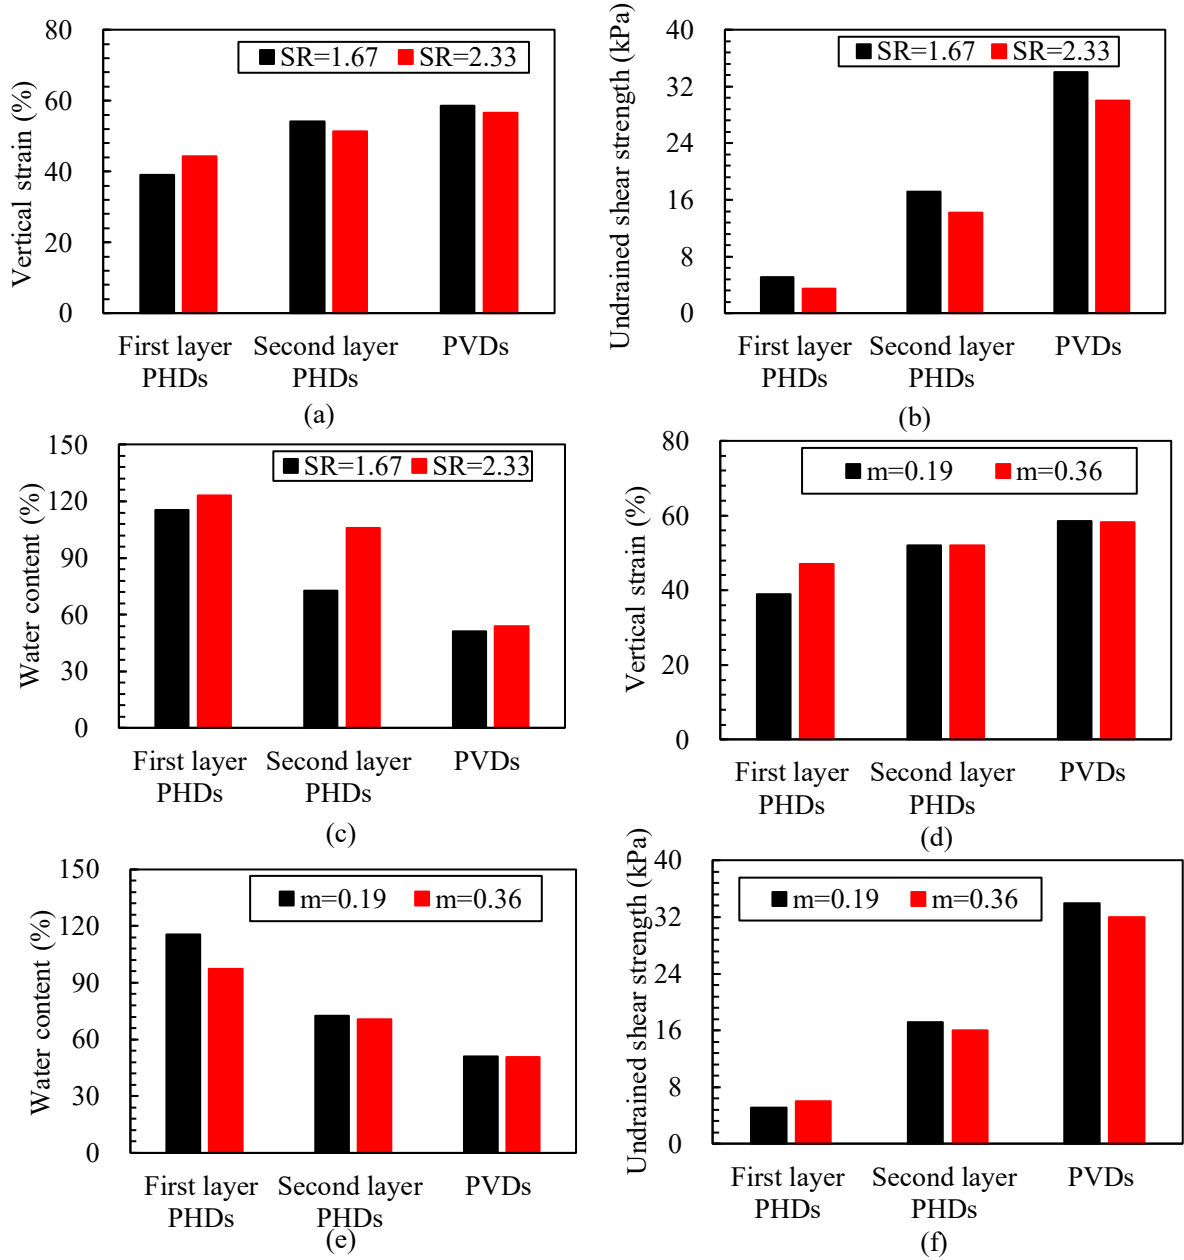 Vertical strain (%)
80
60
40
20
0
SR=1.67 SR=2.33
First layer PHDs
Second layer PHDs
PVDs
(a)
Undrained shear strength (kPa)
40
32
24
16
8
0
SR=1.67 SR=2.33
First layer PHDs
Second layer PHDs
PVDs
(b)
Water content (%)
150
120
90
60
30
0
SR=1.67 SR=2.33
First layer PHDs
Second layer PHDs
PVDs
(c)
Vertical strain (%)
80
60
40
20
0
m=0.19 m=0.36
First layer PHDs
Second layer PHDs
PVDs
(d)
Water content (%)
150
120
90
60
30
0
m=0.19 m=0.36
First layer PHDs
Second layer PHDs
PVDs
(e)
Undrained shear strength (kPa)
40
32
24
16
8
0
m=0.19 m=0.36
First layer PHDs
Second layer PHDs
PVDs
(f)